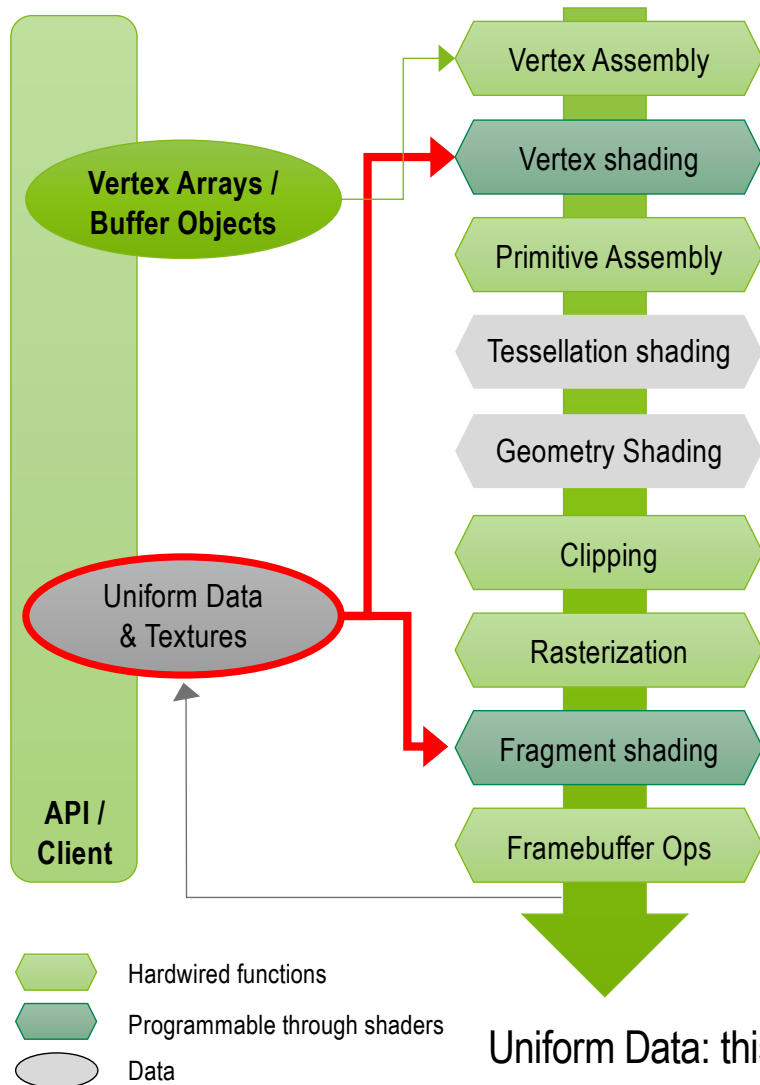 Vertex Assembly
Vertex shading
Vertex Arrays /
Buffer Objects
Primitive Assembly
Tessellation shading
Geometry Shading
Clipping
Uniform Data
& Textures
Rasterization
Fragment shading
API /
Client
Framebuffer Ops
Hardwired functions
Programmable through shaders
Data
Uniform Data: this